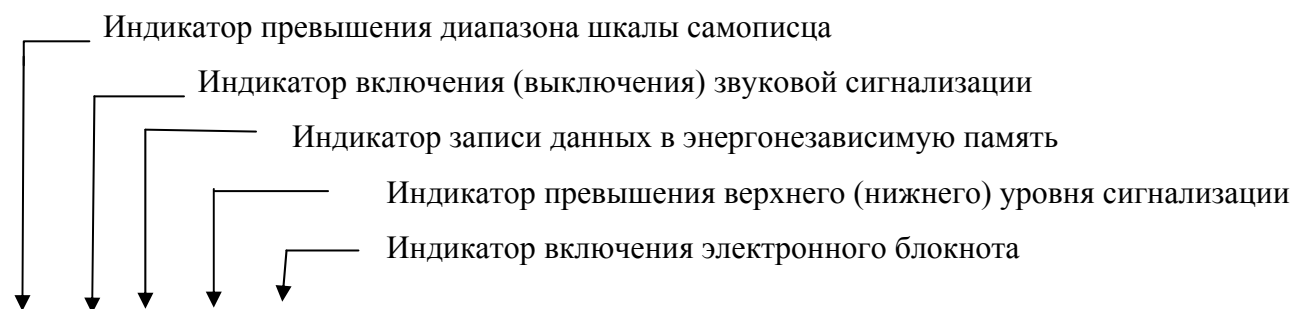 Индикатор превышения диапазона шкалы самописца
Индикатор включения (выключения) звуковой сигнализации
Индикатор записи данных в энергонезависимую память
Индикатор превышения верхнего (нижнего) уровня сигнализации
Индикатор включения электронного блокнота